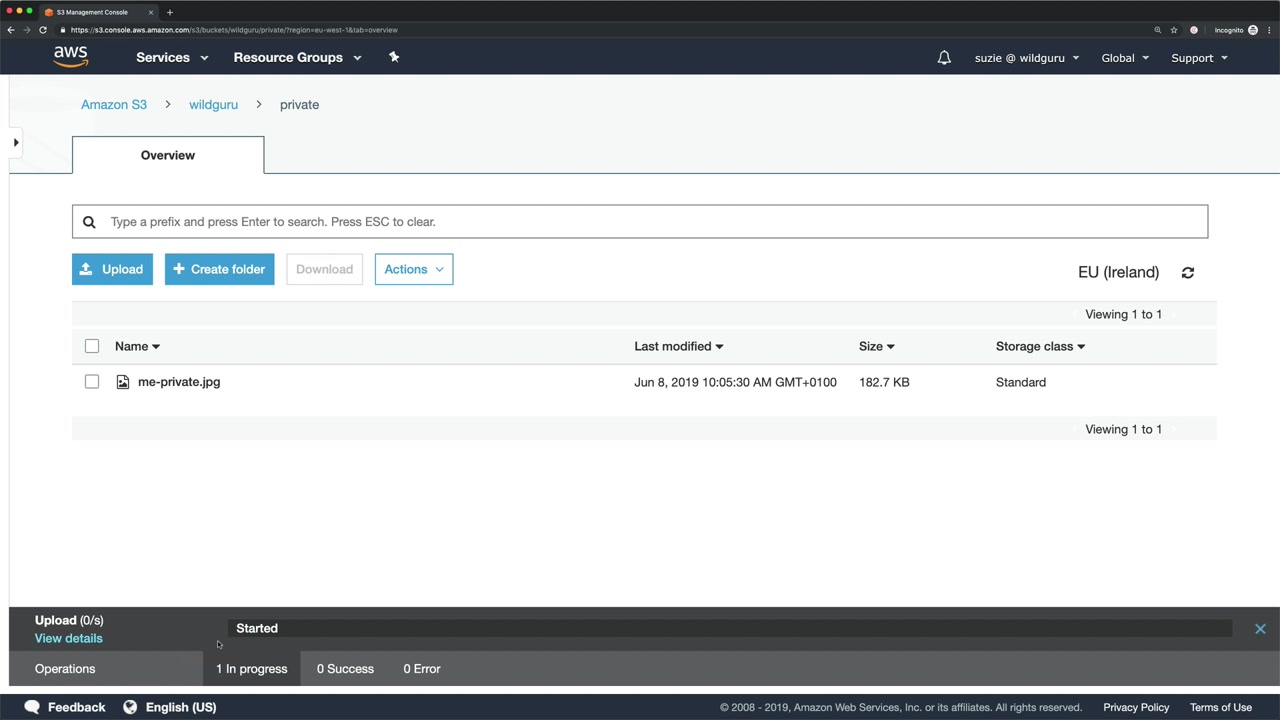 S3 Management Console
https://s3.console.aws.amazon.com/s3/buckets/wildguru/private/?region=eu-west-1&tab=overview
Incognito
aws Services Resource Groups suzie @ wildguru Global Support
Amazon S3 wildguru private
Overview
Type a prefix and press Enter to search. Press ESC to clear.
Upload Create folder Download Actions EU (Ireland)
Viewing 1 to 1
Name Last modified Size Storage class
me-private.jpg Jun 8, 2019 10:05:30 AM GMT+0100 182.7 KB Standard
Viewing 1 to 1
Upload (0/s)
Started
View details
Operations 1 In progress 0 Success 0 Error
Feedback English (US) © 2008 - 2019, Amazon Web Services, Inc. or its affiliates. All rights reserved. Privacy Policy Terms of Use